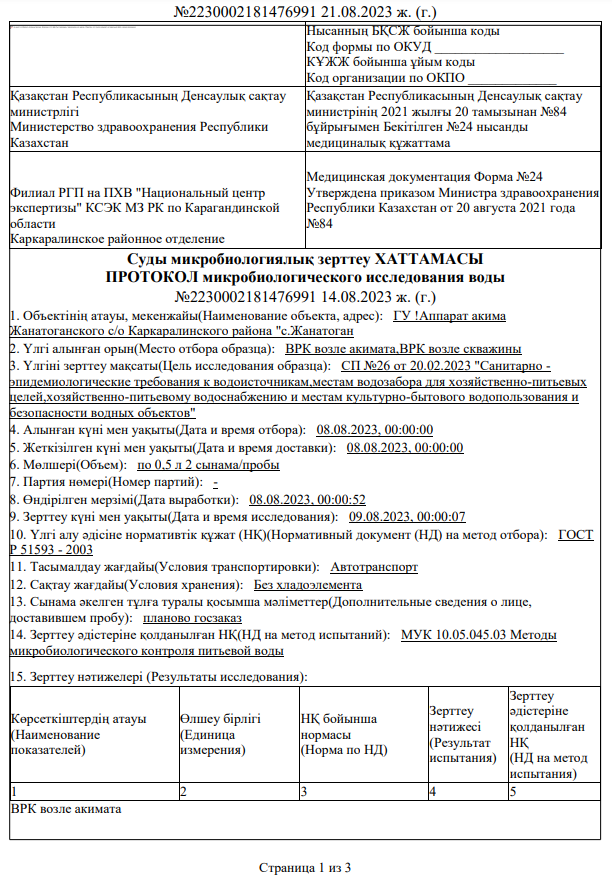 №2230002181476991 21.08.2023 ж. (г.)
Нысанның БҚСЖ бойынша коды
Код формы по ОКУД ___________________
КҰЖЖ бойынша ұйым коды
Код организации по ОКПО _____________
Қазақстан Республикасының Денсаулық сақтау
министрлігі
Министерство здравоохранения Республики
Казахстан
Қазақстан Республикасының Денсаулық сақтау
министрінің 2021 жылғы 20 тамызынан №84
бұйрығымен Бекітілген №24 нысанды
медициналық құжаттама
Филиал РГП на ПХВ "Национальный центр
экспертизы" КСЭК МЗ РК по Карагандинской
области
Каркаралинское районное отделение
Медицинская документация Форма №24
Утверждена приказом Министра здравоохранения
Республики Казахстан от 20 августа 2021 года
№84
Суды микробиологиялық зерттеу ХАТТАМАСЫ
ПРОТОКОЛ микробиологического исследования воды
№2230002181476991 14.08.2023 ж. (г.)
1. Объектінің атауы, мекенжайы(Наименование объекта, адрес): ГУ !Аппарат акима
Жанатоганского с/о Каркаралинского района "с.Жанатоган
2. Үлгі алынған орын(Место отбора образца): ВРК возле акимата,ВРК возле скважины
3. Үлгіні зерттеу мақсаты(Цель исследования образца): СП №26 от 20.02.2023 "Санитарно -
эпидемиологические требования к водоисточникам,местам водозабора для хозяйственно-питьевых
целей,хозяйственно-питьевому водоснабжению и местам культурно-бытового водопользования и
безопасности водных объектов"
4. Алынған күні мен уақыты(Дата и время отбора): 08.08.2023, 00:00:00
5. Жеткізілген күні мен уақыты(Дата и время доставки): 08.08.2023, 00:00:00
6. Мөлшері(Объем): по 0,5 л 2 сынама/пробы
7. Партия нөмері(Номер партий): -
8. Өндірілген мерзімі(Дата выработки): 08.08.2023, 00:00:52
9. Зерттеу күні мен уақыты(Дата и время исследования): 09.08.2023, 00:00:07
10. Үлгі алу әдісіне нормативтік құжат (НҚ)(Нормативный документ (НД) на метод отбора): ГОСТ
Р 51593 - 2003
11. Тасымалдау жағдайы(Условия транспортировки): Автотранспорт
12. Сақтау жағдайы(Условия хранения): Без хладоэлемента
13. Сынама әкелген тұлға туралы қосымша мәліметтер(Дополнительные сведения о лице,
доставившем пробу): планово госзаказ
14. Зерттеу әдістеріне қолданылған НҚ(НД на метод испытаний): МУК 10.05.045.03 Методы
микробиологического контроля питьевой воды
15. Зерттеу нәтижелері (Результаты исследования):
Көрсеткіштердің атауы
(Наименование
показателей)
Өлшеу бірлігі
(Единица
измерения)
НҚ бойынша
нормасы
(Норма по НД)
Зерттеу
нәтижесі
(Результат
испытания)
Зерттеу
әдістеріне
қолданылған
НҚ
(НД на метод
испытания)
1 2 3 4 5
ВРК возле акимата
Страница 1 из 3